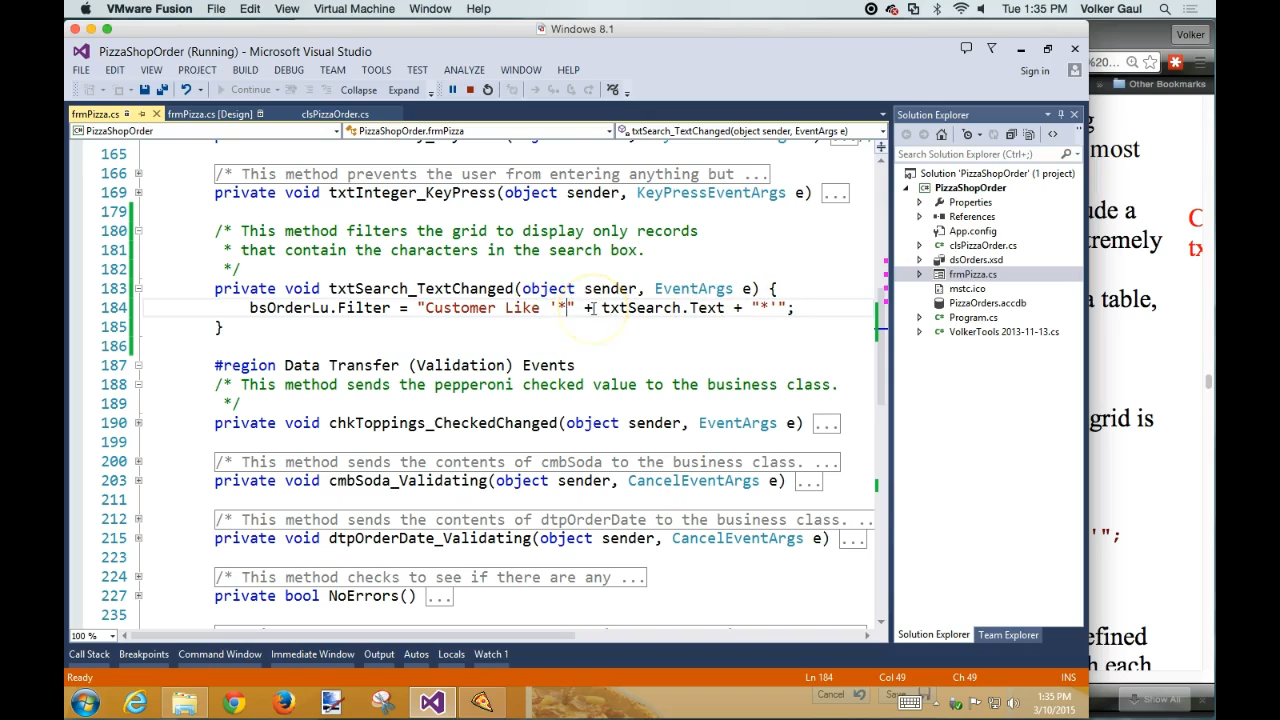 VMware Fusion File Edit View Virtual Machine Window Help Tue 1:35 PM Volker Gaul
Windows 8.1
Volker
PizzaShopOrder (Running) - Microsoft Visual Studio
FILE EDIT VIEW PROJECT BUILD DEBUG TEAM TOOLS TEST ANALYZE WINDOW HELP
Sign in
Other Bookmarks
Continue Collapse
frmPizza.cs frmPizza.cs [Design] clsPizzaOrder.cs
PizzaShopOrder PizzaShopOrder.frmPizza txtSearch_TextChanged(object sender, EventArgs e)
165
166 /* This method prevents the user from entering anything but ...
169 private void txtInteger_KeyPress(object sender, KeyPressEventArgs e) ...
179
180 /* This method filters the grid to display only records
181 * that contain the characters in the search box.
182 */
183 private void txtSearch_TextChanged(object sender, EventArgs e) {
184 bsOrderLu.Filter = "Customer Like '*" + txtSearch.Text + "*'";
185 }
186
187 #region Data Transfer (Validation) Events
188 /* This method sends the pepperoni checked value to the business class.
189 */
190 private void chkToppings_CheckedChanged(object sender, EventArgs e) ...
199
200 /* This method sends the contents of cmbSoda to the business class. ...
203 private void cmbSoda_Validating(object sender, CancelEventArgs e) ...
211
212 /* This method sends the contents of dtpOrderDate to the business class. ..
215 private void dtpOrderDate_Validating(object sender, CancelEventArgs e) ...
223
224 /* This method checks to see if there are any ...
227 private bool NoErrors() ...
235
100 %
Solution Explorer
Search Solution Explorer (Ctrl+;)
Solution 'PizzaShopOrder' (1 project)
PizzaShopOrder
Properties
References
App.config
clsPizzaOrder.cs
dsOrders.xsd
frmPizza.cs
mstc.ico
PizzaOrders.accdb
Program.cs
VolkerTools 2013-11-13.cs
Solution Explorer Team Explorer
most
a table,
grid is
'";
Call Stack Breakpoints Command Window Immediate Window Output Autos Locals Watch 1
Ready Ln 184 Col 49 Ch 49 INS
Cancel
Show All
1:35 PM
3/10/2015